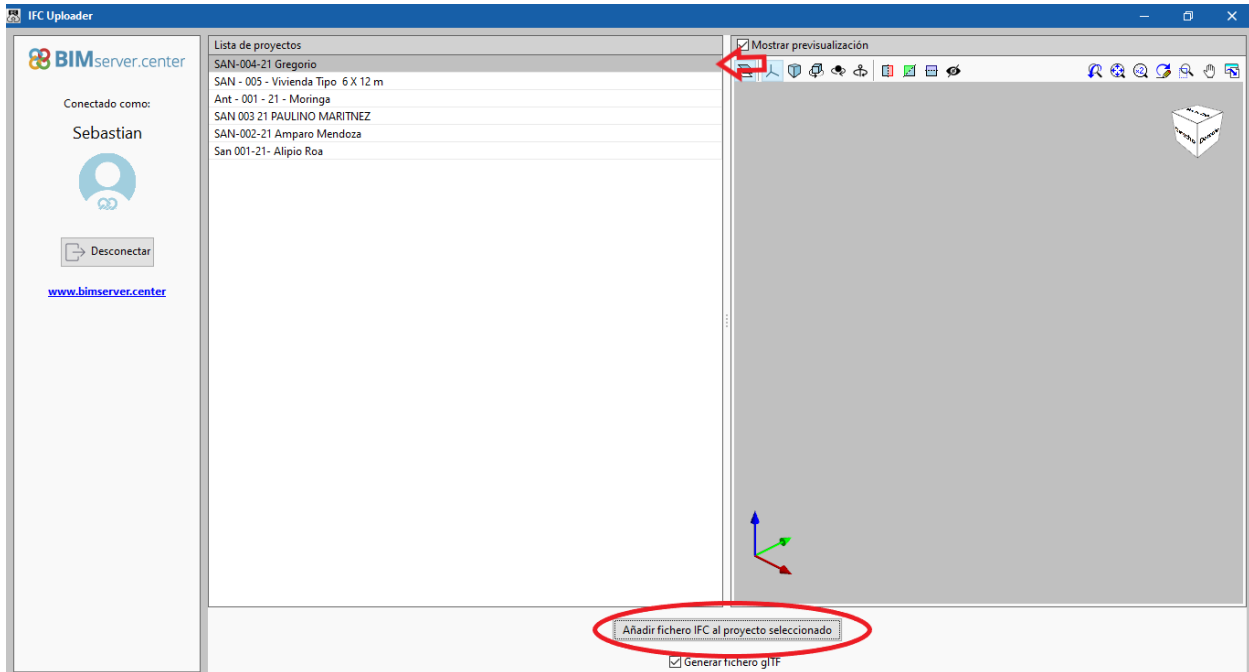 IFC Uploader
BIMserver.center
Conectado como:
Sebastian
Desconectar
www.bimserver.center
Lista de proyectos
SAN-004-21 Gregorio
SAN - 005 - Vivienda Tipo 6 X 12 m
Ant - 001 - 21 - Moringa
SAN 003 21 PAULINO MARITNEZ
SAN-002-21 Amparo Mendoza
San 001-21- Alipio Roa
Mostrar previsualización
Añadir fichero IFC al proyecto seleccionado
Generar fichero glTF